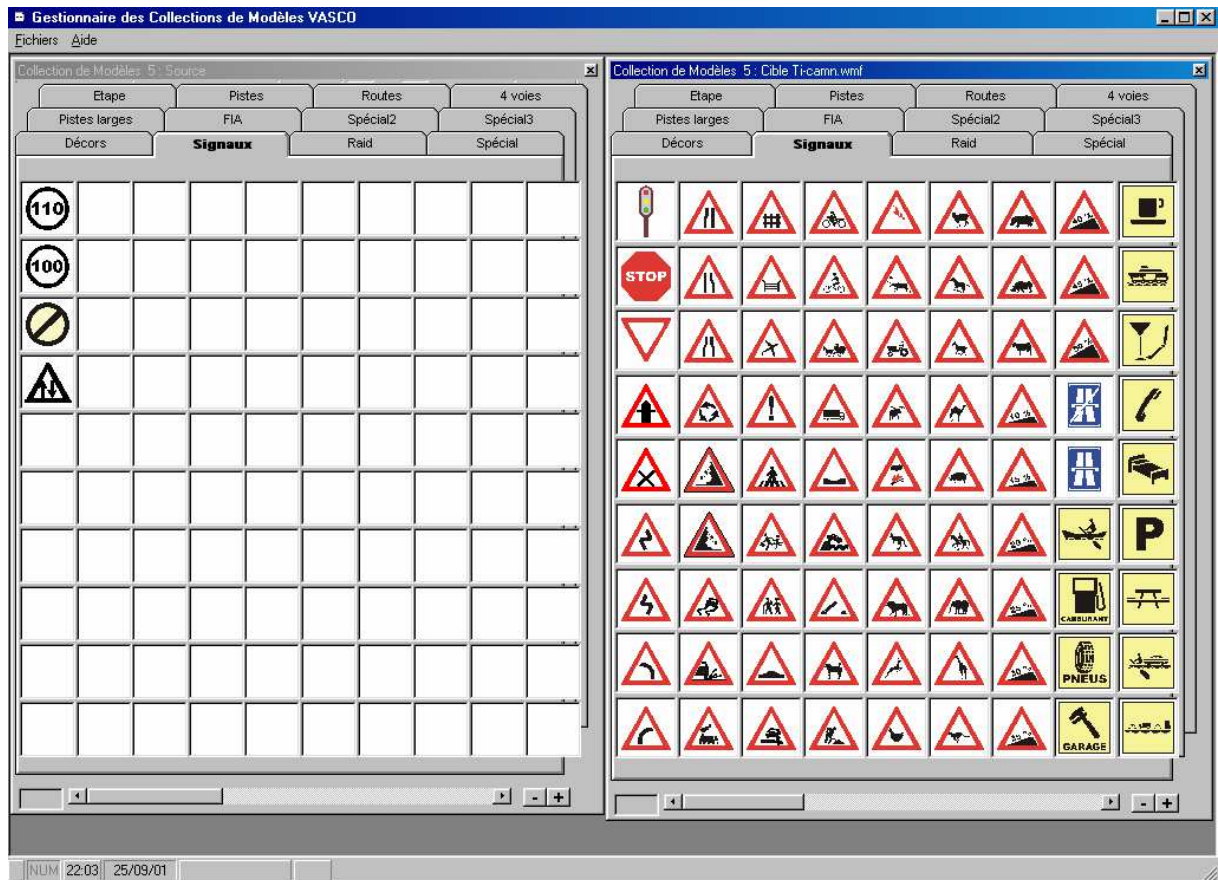 Gestionnaire des Collections de Modèles VASCO
Fichiers Aide
Collection de Modèles 5 : Source
Etape Pistes Routes 4 voies
Pistes larges FIA Spécial2 Spécial3
Décors Signaux Raid Spécial
110
100
- +
Collection de Modèles 5 : Cible Ti-camn.wmf
Etape Pistes Routes 4 voies
Pistes larges FIA Spécial2 Spécial3
Décors Signaux Raid Spécial
STOP
P
CARBURANT
PNEUS
GARAGE
- +
NUM 22:03 25/09/01